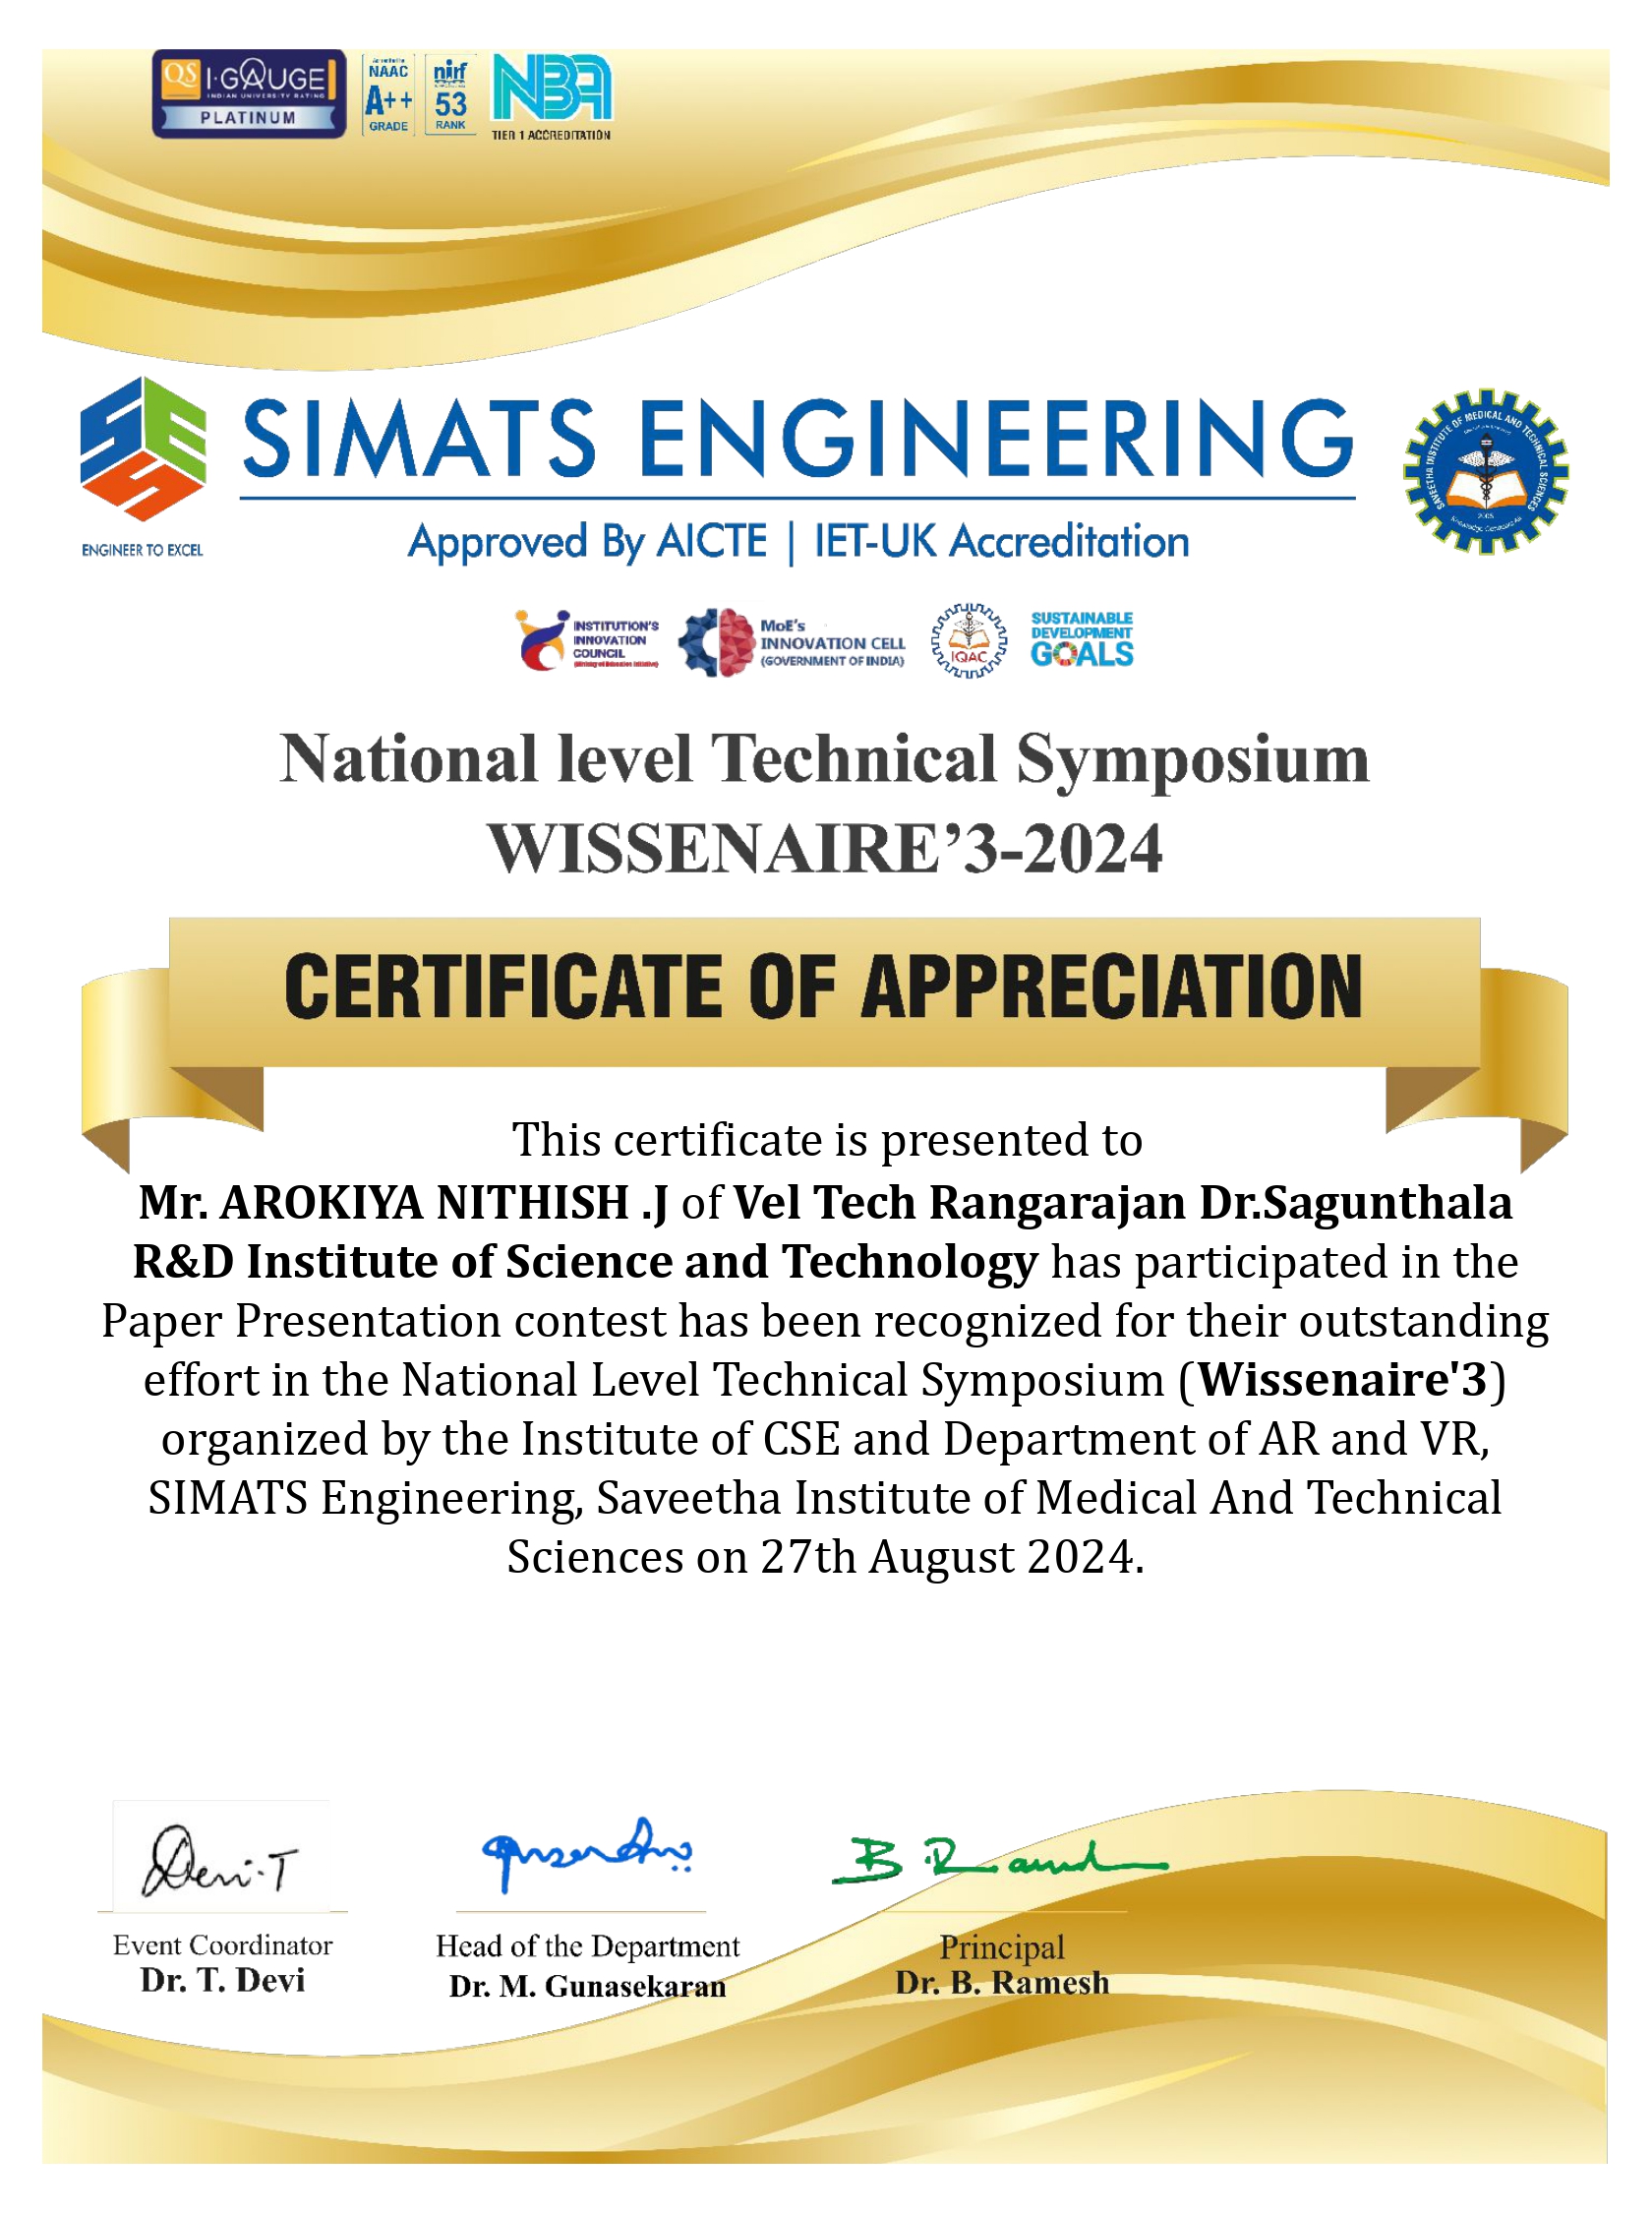 QS I·GAUGE
INDIAN UNIVERSITY RATING
PLATINUM
NAAC
A++
GRADE
nirf
53
RANK
NBA
TIER 1 ACCREDITATION
SES
ENGINEER TO EXCEL
SIMATS ENGINEERING
Approved By AICTE | IET-UK Accreditation
SAVEETHA INSTITUTE OF MEDICAL AND TECHNICAL SCIENCES
2005
INSTITUTION'S
INNOVATION
COUNCIL
(Ministry of Education Initiative)
MoE's
INNOVATION CELL
(GOVERNMENT OF INDIA)
IQAC
SUSTAINABLE
DEVELOPMENT
GOALS
National level Technical Symposium
WISSENAIRE’3-2024
CERTIFICATE OF APPRECIATION
This certificate is presented to
Mr. AROKIYA NITHISH .J of Vel Tech Rangarajan Dr.Sagunthala
R&D Institute of Science and Technology has participated in the
Paper Presentation contest has been recognized for their outstanding
effort in the National Level Technical Symposium (Wissenaire'3)
organized by the Institute of CSE and Department of AR and VR,
SIMATS Engineering, Saveetha Institute of Medical And Technical
Sciences on 27th August 2024.
Devi.T
B.Ramesh
Event Coordinator
Dr. T. Devi
Head of the Department
Dr. M. Gunasekaran
Principal
Dr. B. Ramesh